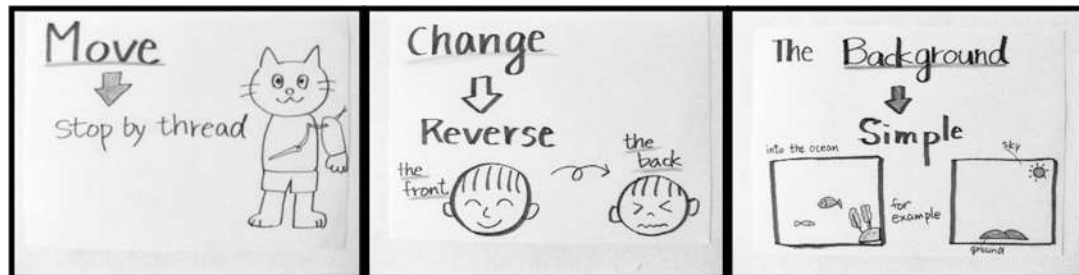 Move
Stop by thread
Change
Reverse
the
front
the
back
The Background
Simple
into the ocean
for
example
sky
ground